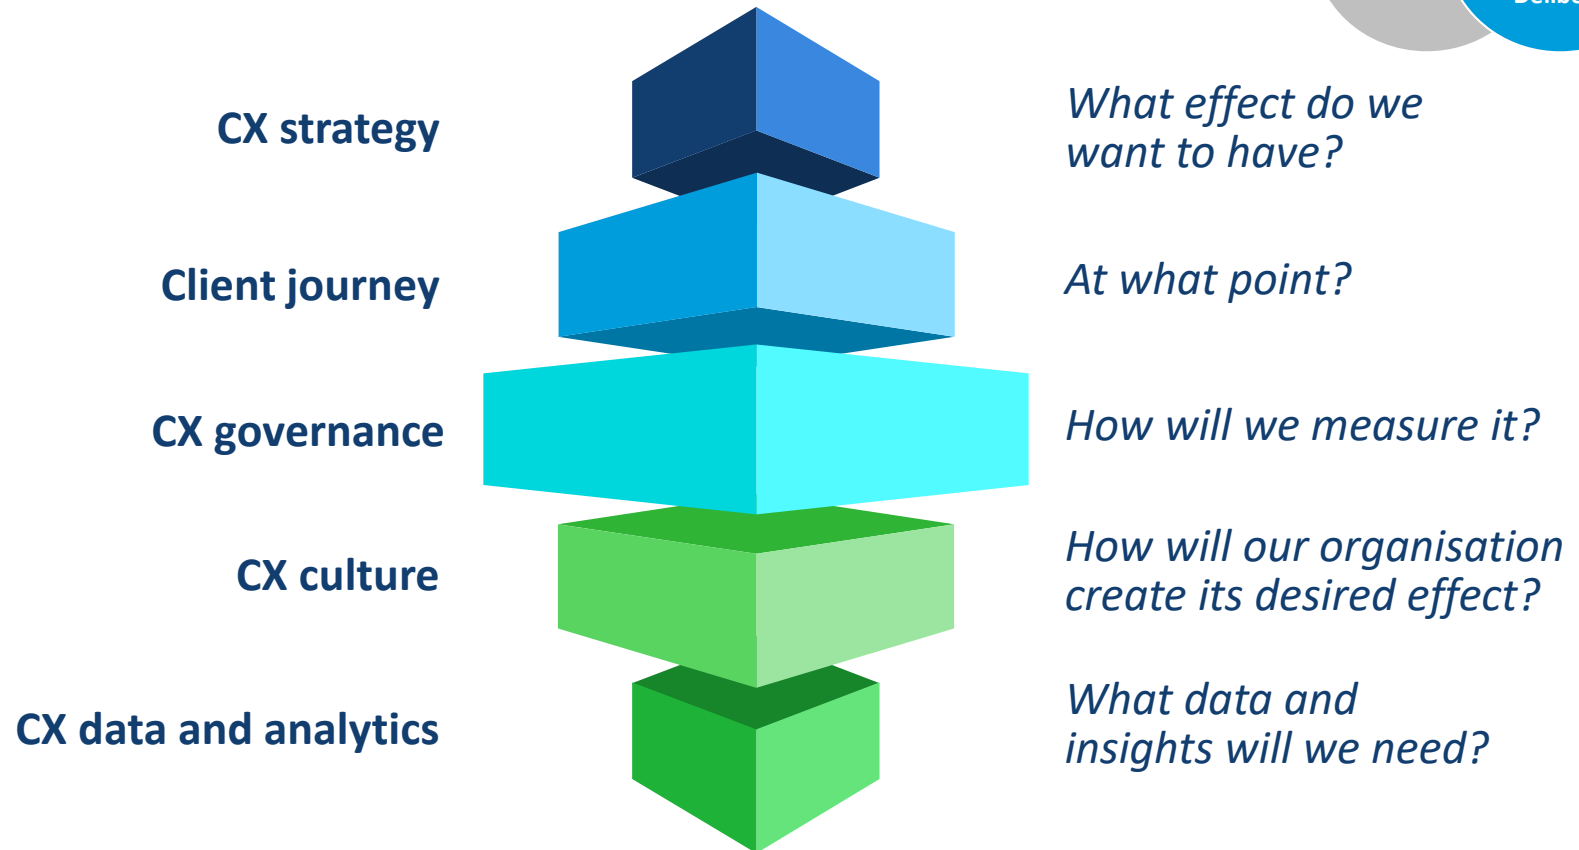 CX strategy
What effect do we
want to have?
Client journey
At what point?
CX governance
How will we measure it?
CX culture
How will our organisation
create its desired effect?
CX data and analytics
What data and
insights will we need?